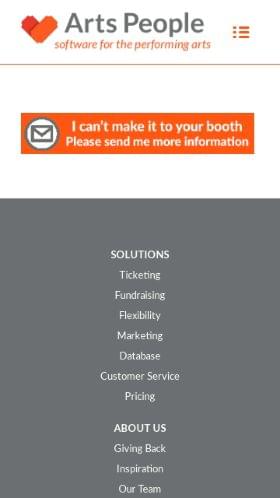 Arts People
software for the performing arts
I can't make it to your booth
Please send me more information
SOLUTIONS
Ticketing
Fundraising
Flexibility
Marketing
Database
Customer Service
Pricing
ABOUT US
Giving Back
Inspiration
Our Team